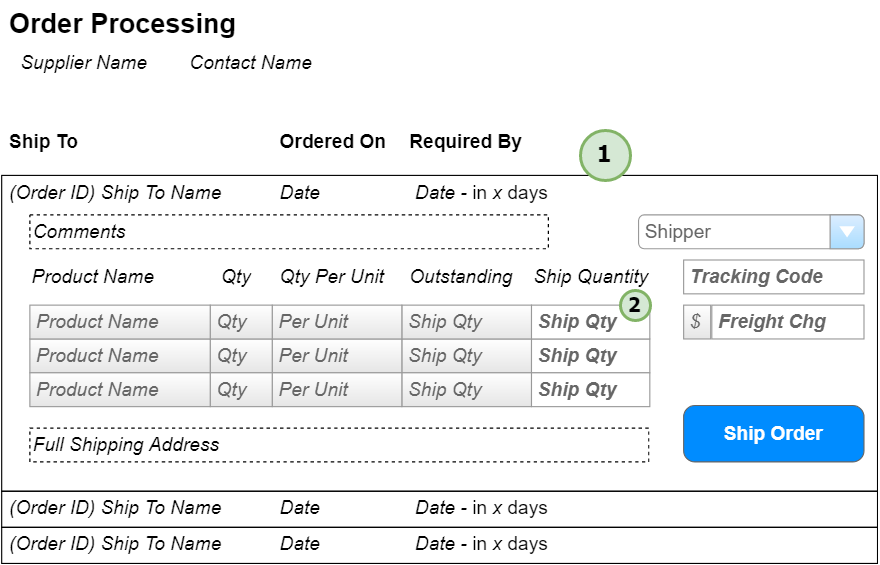 Order Processing
Supplier Name Contact Name
Ship To Ordered On Required By
1
(Order ID) Ship To Name Date Date - in x days
Comments Shipper
Product Name Qty Qty Per Unit Outstanding Ship Quantity Tracking Code
2
Product Name Qty Per Unit Ship Qty Ship Qty $ Freight Chg
Product Name Qty Per Unit Ship Qty Ship Qty
Product Name Qty Per Unit Ship Qty Ship Qty
Full Shipping Address Ship Order
(Order ID) Ship To Name Date Date - in x days
(Order ID) Ship To Name Date Date - in x days